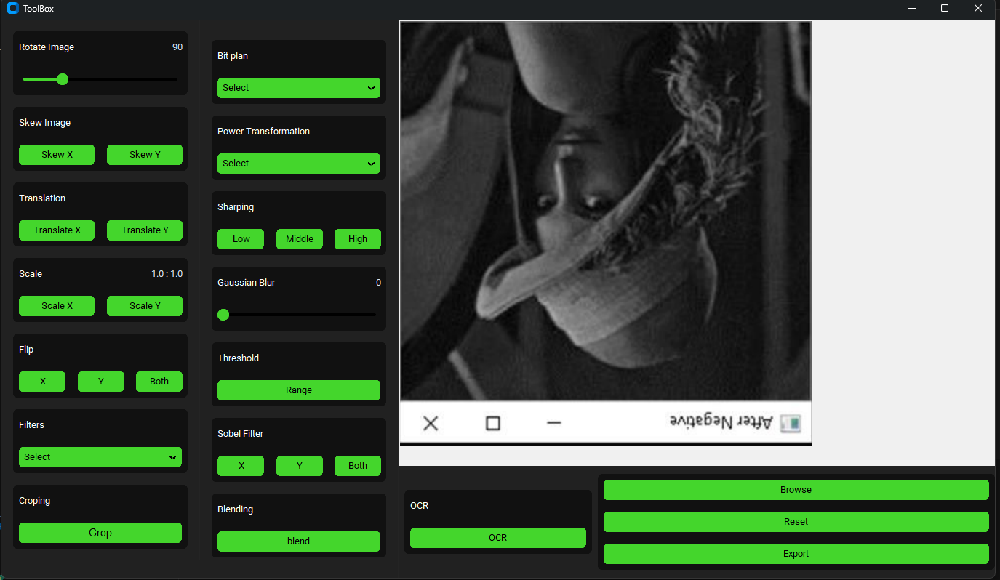 ToolBox
Rotate Image 90
Skew Image
Skew X Skew Y
Translation
Translate X Translate Y
Scale 1.0 : 1.0
Scale X Scale Y
Flip
X Y Both
Filters
Select
Croping
Crop
Bit plan
Select
Power Transformation
Select
Sharping
Low Middle High
Gaussian Blur 0
Threshold
Range
Sobel Filter
X Y Both
Blending
blend
After Negative
OCR
OCR
Browse
Reset
Export